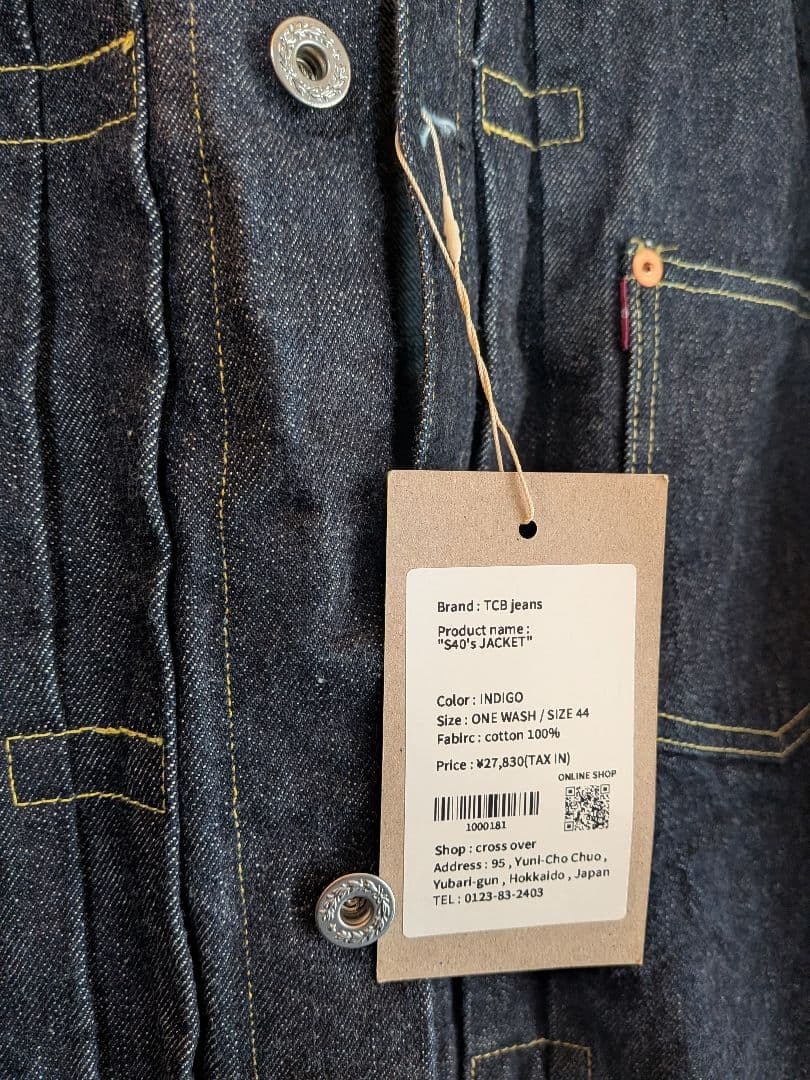 Brand : TCB jeans
Product name :
"S40's JACKET"
Color : INDIGO
Size : ONE WASH / SIZE 44
Fabirc : cotton 100%
Price : ¥27,830(TAX IN)
ONLINE SHOP
1000181
Shop : cross over
Address : 95 , Yuni-Cho Chuo ,
Yubari-gun , Hokkaido , Japan
TEL : 0123-83-2403